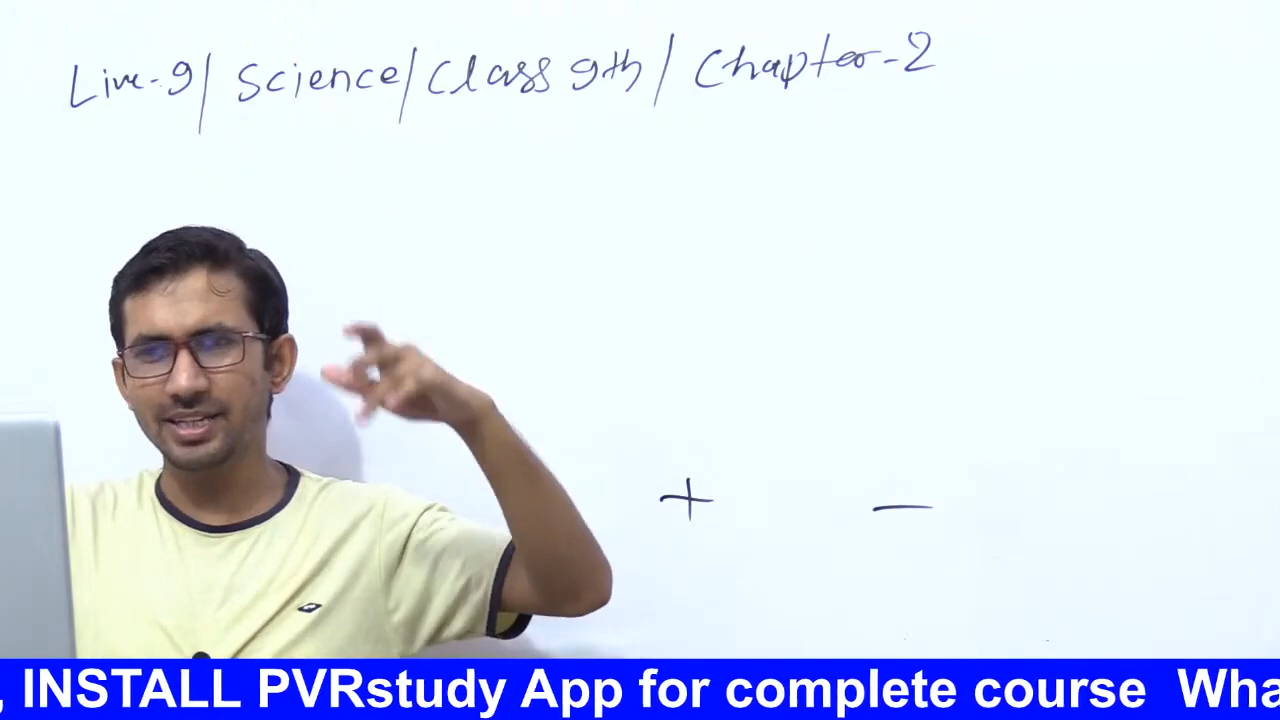 Live-9/ Science/ Class 9th/ Chapter-2
+ −
, INSTALL PVRstudy App for complete course Wha